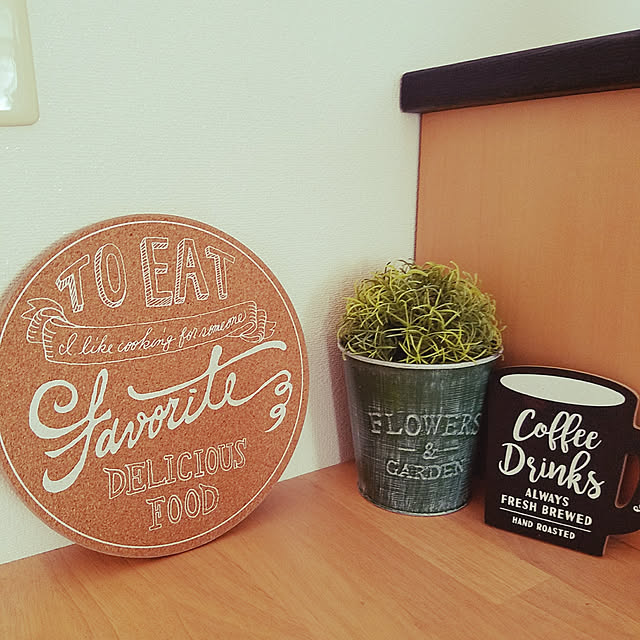 TO EAT
I like cooking for someone
Favorite
DELICIOUS
FOOD
FLOWERS
&
GARDEN
Coffee
Drinks
ALWAYS
FRESH BREWED
HAND ROASTED